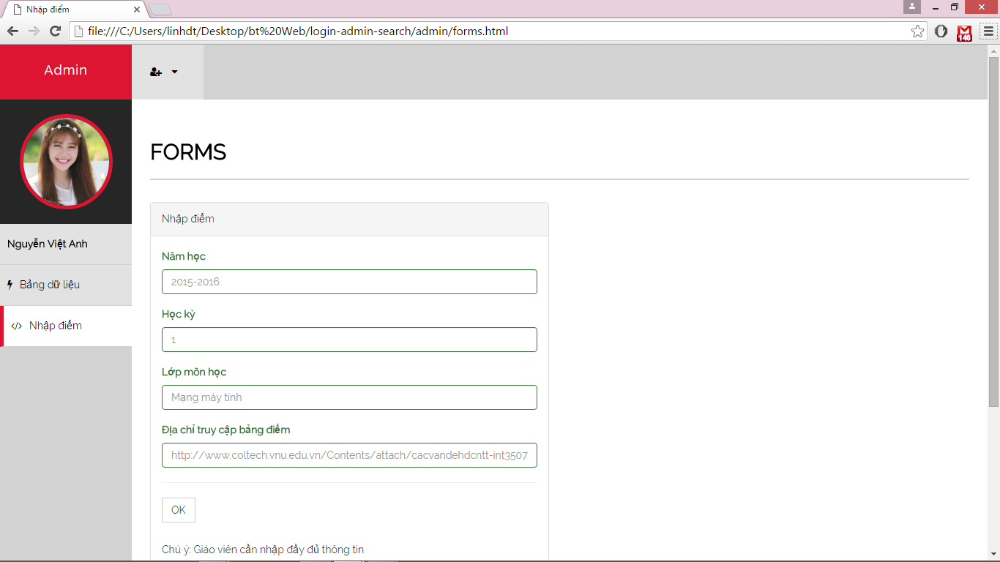 Nhập điểm
file:///C:/Users/linhdt/Desktop/bt%20Web/login-admin-search/admin/forms.html
146
Admin
FORMS
Nguyễn Việt Anh
Bảng dữ liệu
Nhập điểm
Nhập điểm
Năm học
2015-2016
Học kỳ
1
Lớp môn học
Mạng máy tính
Địa chỉ truy cập bảng điểm
http://www.coltech.vnu.edu.vn/Contents/attach/cacvandehdcntt-int3507
OK
Chú ý: Giáo viên cần nhập đầy đủ thông tin